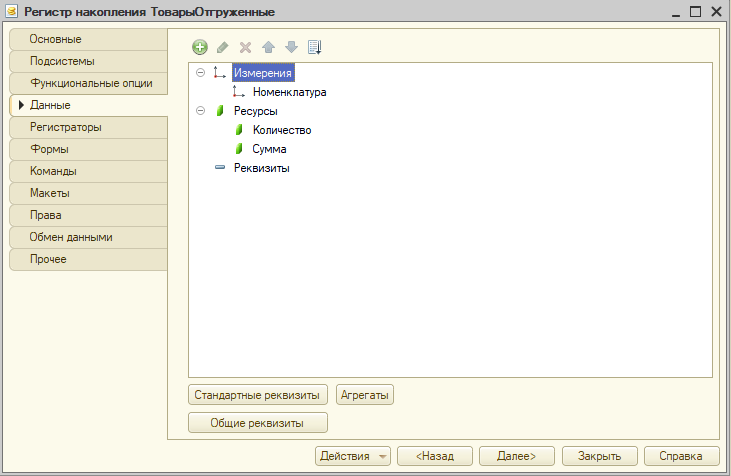 Регистр накопления ТоварыОтгруженные
Основные
Подсистемы
Функциональные опции
Данные
Регистраторы
Формы
Команды
Макеты
Права
Обмен данными
Прочее
Измерения
Номенклатура
Ресурсы
Количество
Сумма
Реквизиты
Стандартные реквизиты
Агрегаты
Общие реквизиты
Действия
<Назад
Далее>
Закрыть
Справка